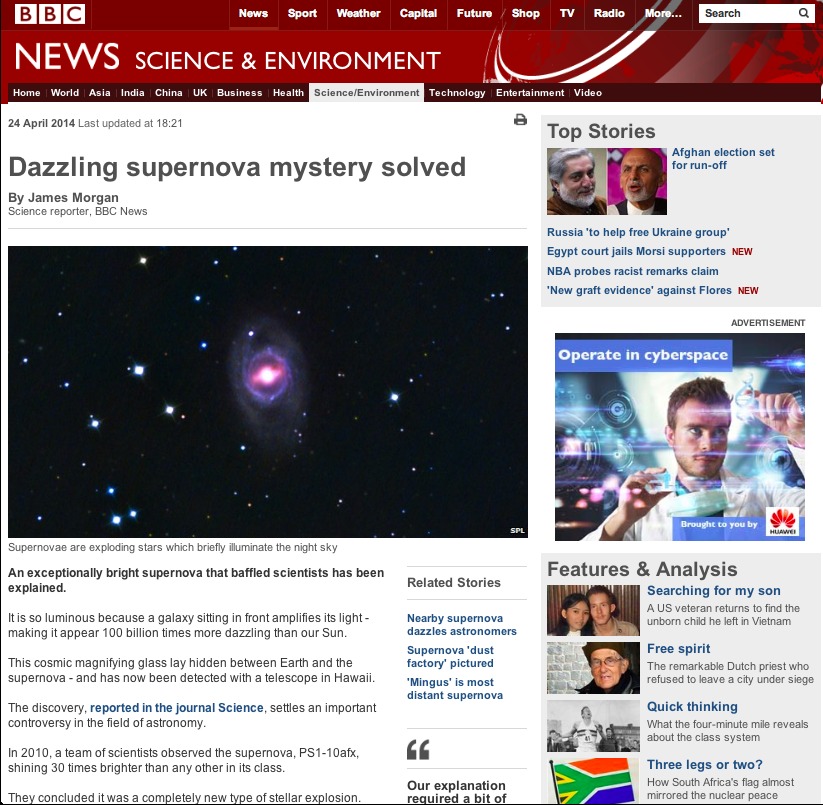 BBC
News Sport Weather Capital Future Shop TV Radio More... Search
NEWS SCIENCE & ENVIRONMENT
Home World Asia India China UK Business Health Science/Environment Technology Entertainment Video
24 April 2014 Last updated at 18:21
Dazzling supernova mystery solved
By James Morgan
Science reporter, BBC News
SPL
Supernovae are exploding stars which briefly illuminate the night sky
An exceptionally bright supernova that baffled scientists has been
explained.
It is so luminous because a galaxy sitting in front amplifies its light -
making it appear 100 billion times more dazzling than our Sun.
This cosmic magnifying glass lay hidden between Earth and the
supernova - and has now been detected with a telescope in Hawaii.
The discovery, reported in the journal Science, settles an important
controversy in the field of astronomy.
In 2010, a team of scientists observed the supernova, PS1-10afx,
shining 30 times brighter than any other in its class.
They concluded it was a completely new type of stellar explosion.
Related Stories
Nearby supernova
dazzles astronomers
Supernova 'dust
factory' pictured
'Mingus' is most
distant supernova
“
Our explanation
required a bit of
Top Stories
Afghan election set
for run-off
Russia 'to help free Ukraine group'
Egypt court jails Morsi supporters NEW
NBA probes racist remarks claim
'New graft evidence' against Flores NEW
ADVERTISEMENT
Operate in cyberspace
Brought to you by
HUAWEI
Features & Analysis
Searching for my son
A US veteran returns to find the
unborn child he left in Vietnam
Free spirit
The remarkable Dutch priest who
refused to leave a city under siege
Quick thinking
What the four-minute mile reveals
about the class system
Three legs or two?
How South Africa's flag almost
mirrored the nuclear peace